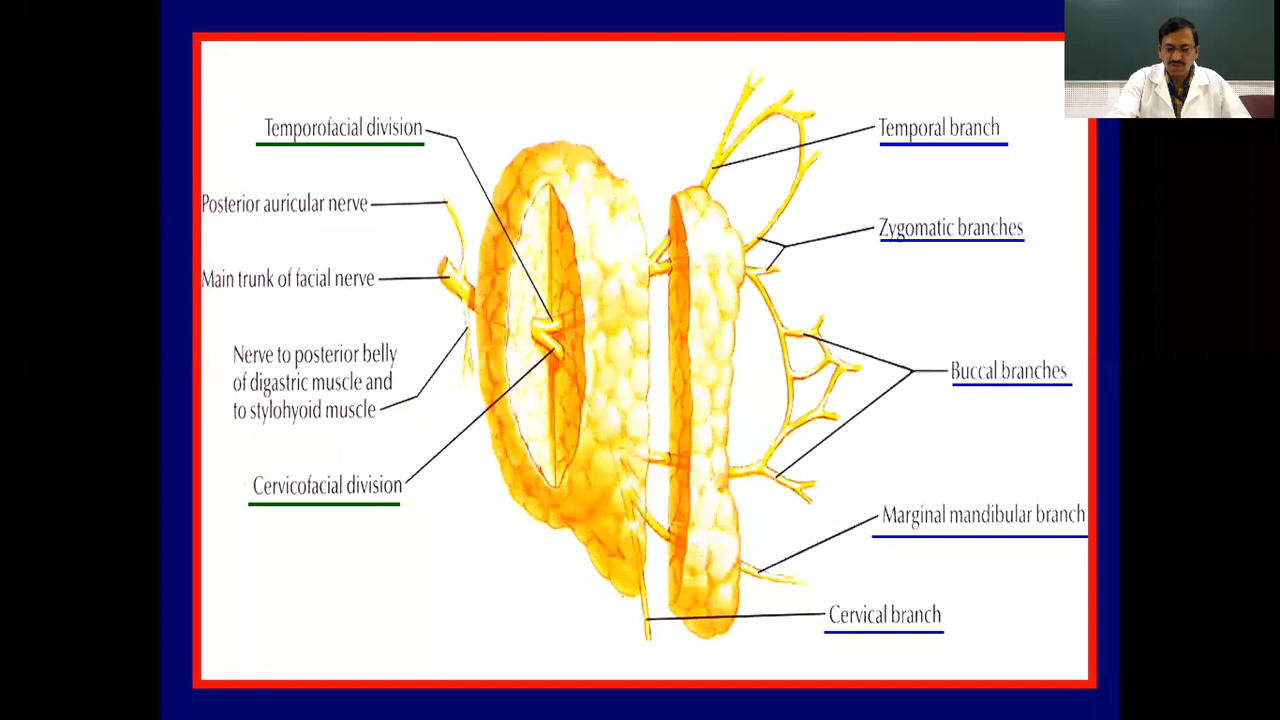 Temporofacial division
Posterior auricular nerve
Main trunk of facial nerve
Nerve to posterior belly
of digastric muscle and
to stylohyoid muscle
Cervicofacial division
Temporal branch
Zygomatic branches
Buccal branches
Marginal mandibular branch
Cervical branch